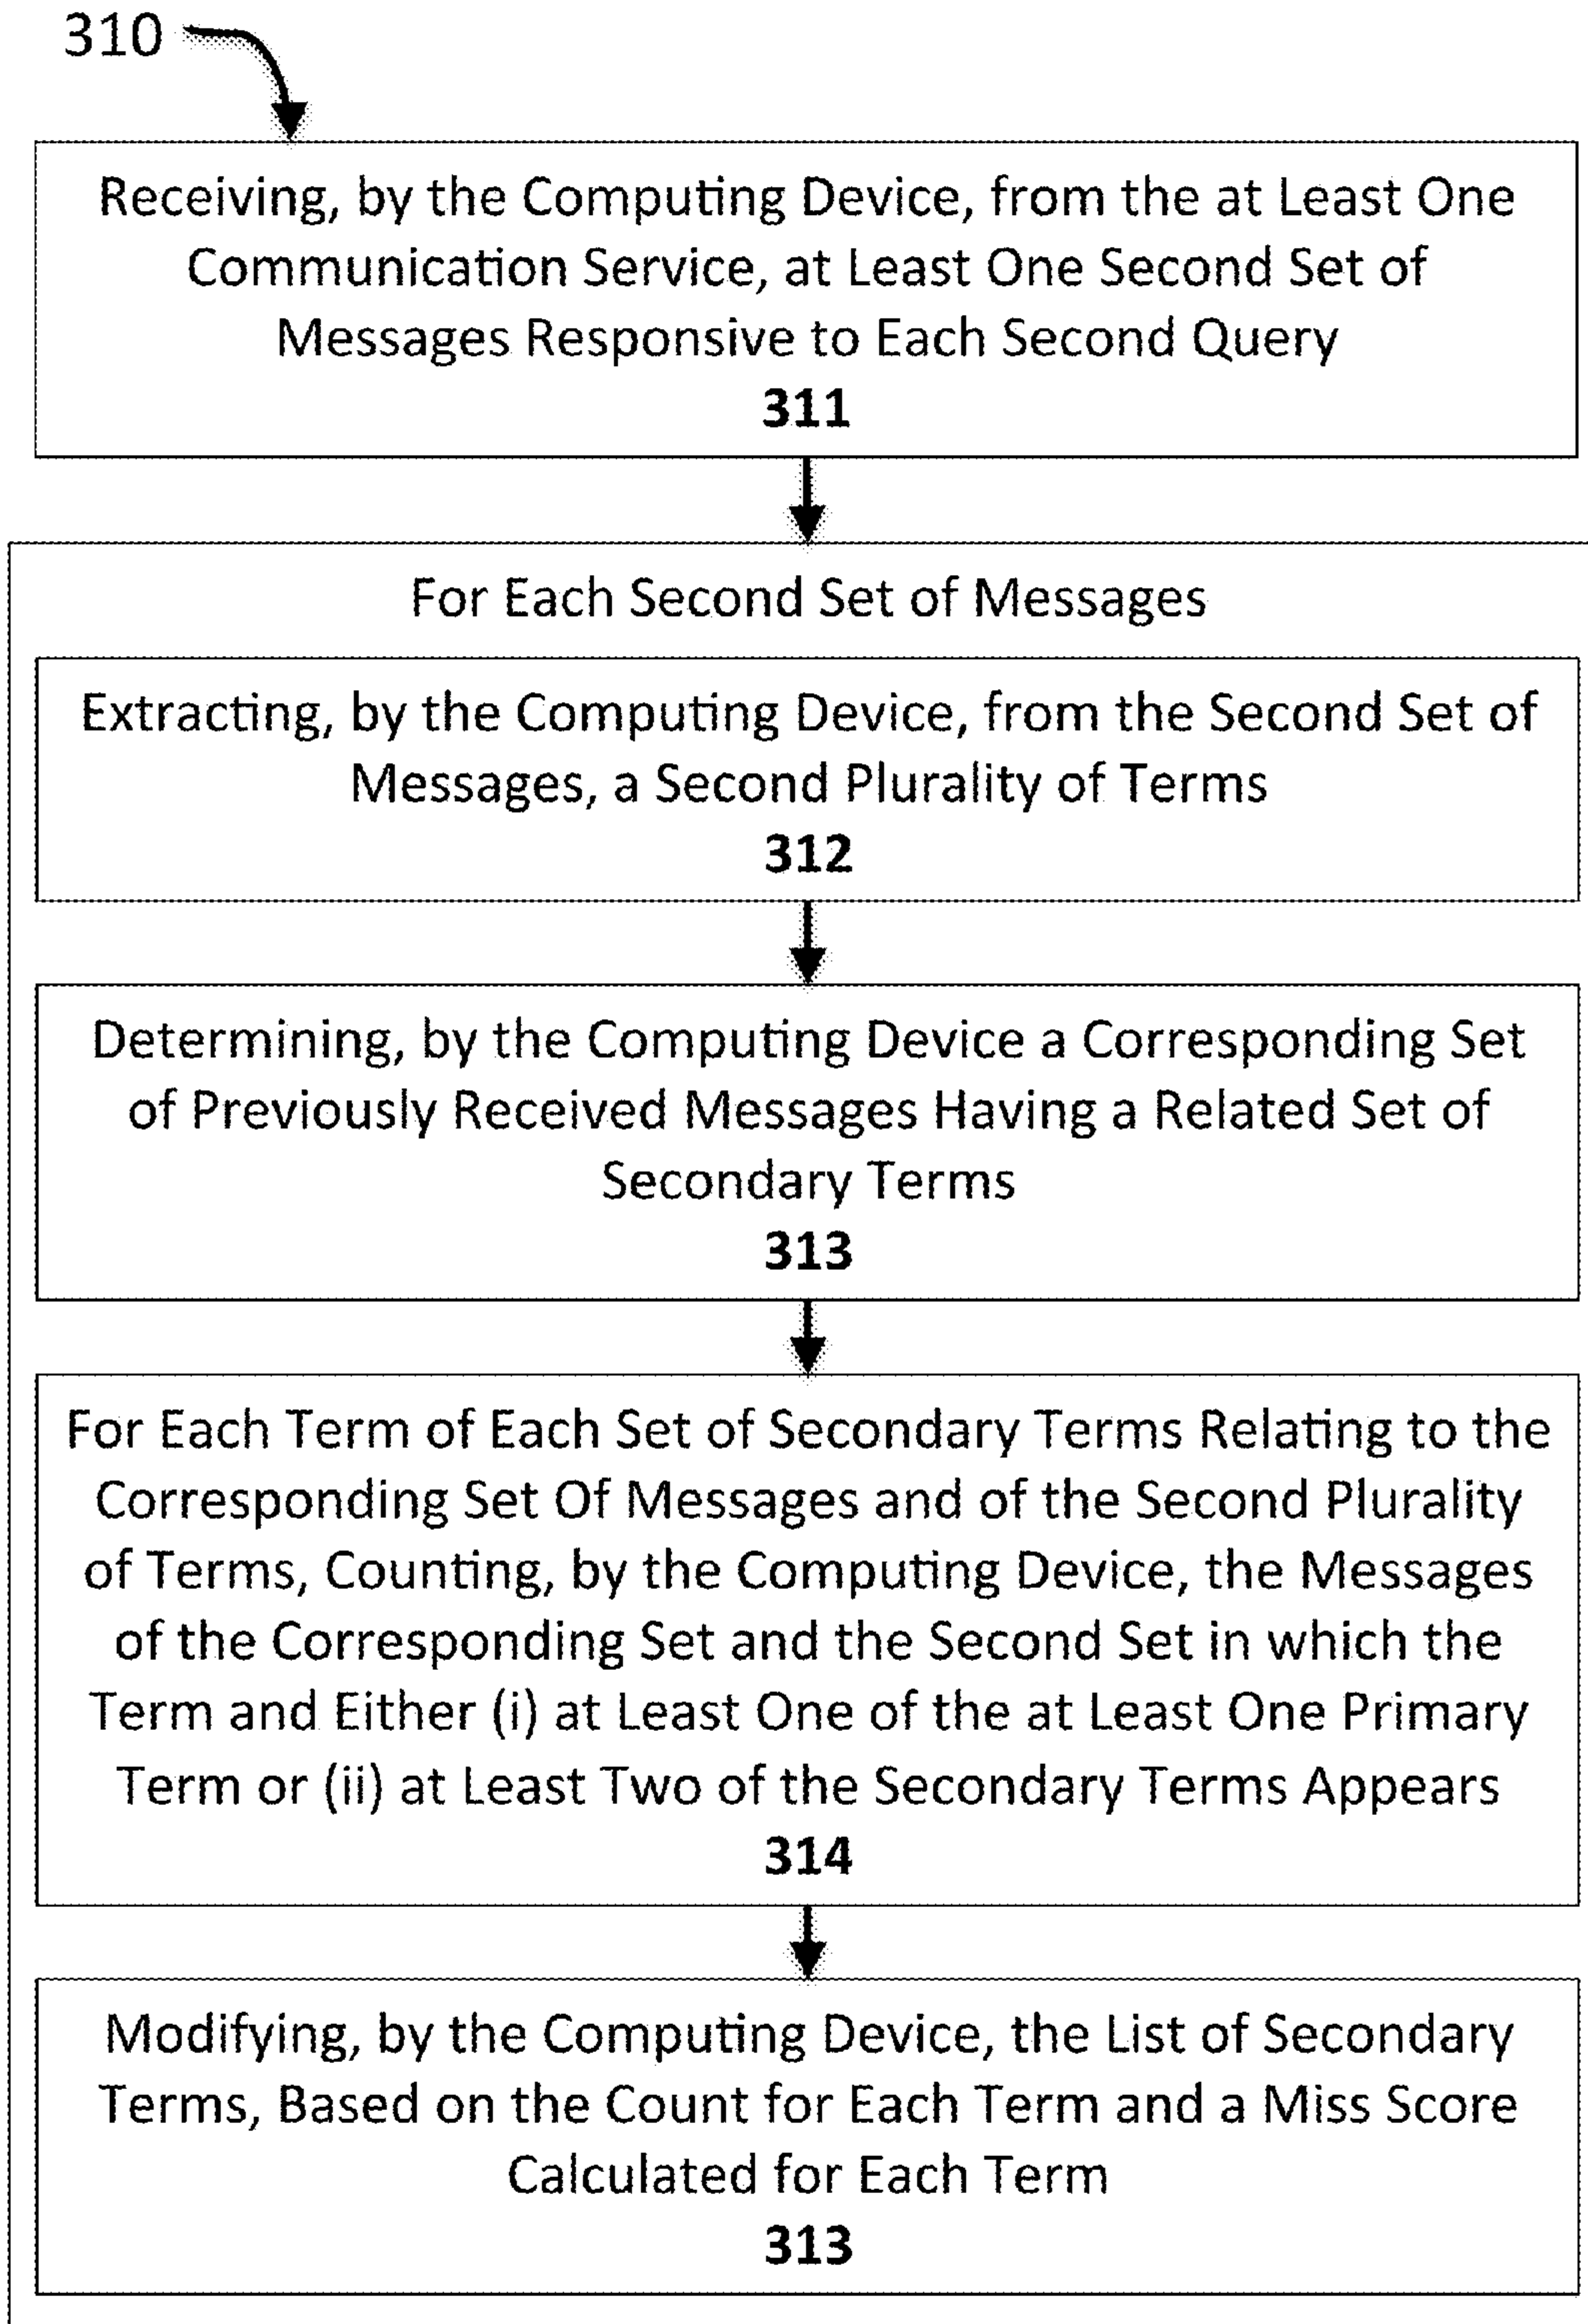 310
Receiving, by the Computing Device, from the at Least One
Communication Service, at Least One Second Set of
Messages Responsive to Each Second Query
311
For Each Second Set of Messages
Extracting, by the Computing Device, from the Second Set of
Messages, a Second Plurality of Terms
312
Determining, by the Computing Device a Corresponding Set
of Previously Received Messages Having a Related Set of
Secondary Terms
313
For Each Term of Each Set of Secondary Terms Relating to the
Corresponding Set Of Messages and of the Second Plurality
of Terms, Counting, by the Computing Device, the Messages
of the Corresponding Set and the Second Set in which the
Term and Either (i) at Least One of the at Least One Primary
Term or (ii) at Least Two of the Secondary Terms Appears
314
Modifying, by the Computing Device, the List of Secondary
Terms, Based on the Count for Each Term and a Miss Score
Calculated for Each Term
313